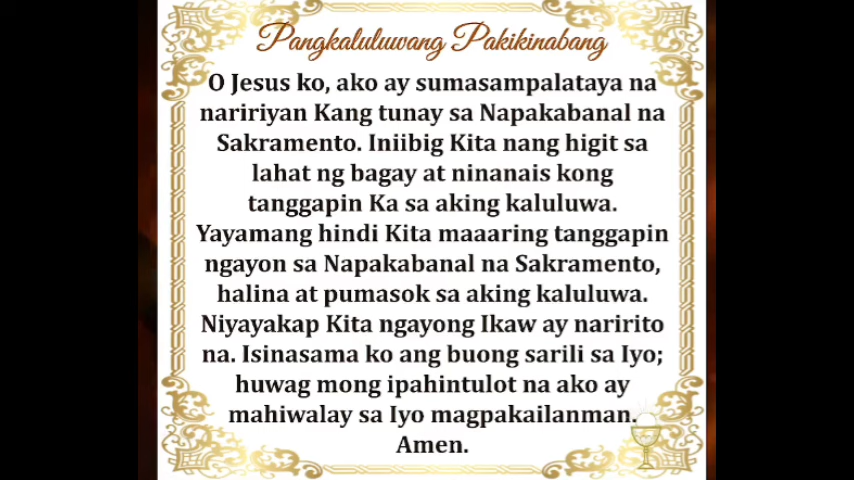 Pangkaluluwang Pakikinabang
O Jesus ko, ako ay sumasampalataya na
naririyan Kang tunay sa Napakabanal na
Sakramento. Iniibig Kita nang higit sa
lahat ng bagay at ninanais kong
tanggapin Ka sa aking kaluluwa.
Yayamang hindi Kita maaaring tanggapin
ngayon sa Napakabanal na Sakramento,
halina at pumasok sa aking kaluluwa.
Niyayakap Kita ngayong Ikaw ay naririto
na. Isinasama ko ang buong sarili sa Iyo;
huwag mong ipahintulot na ako ay
mahiwalay sa Iyo magpakailanman.
Amen.